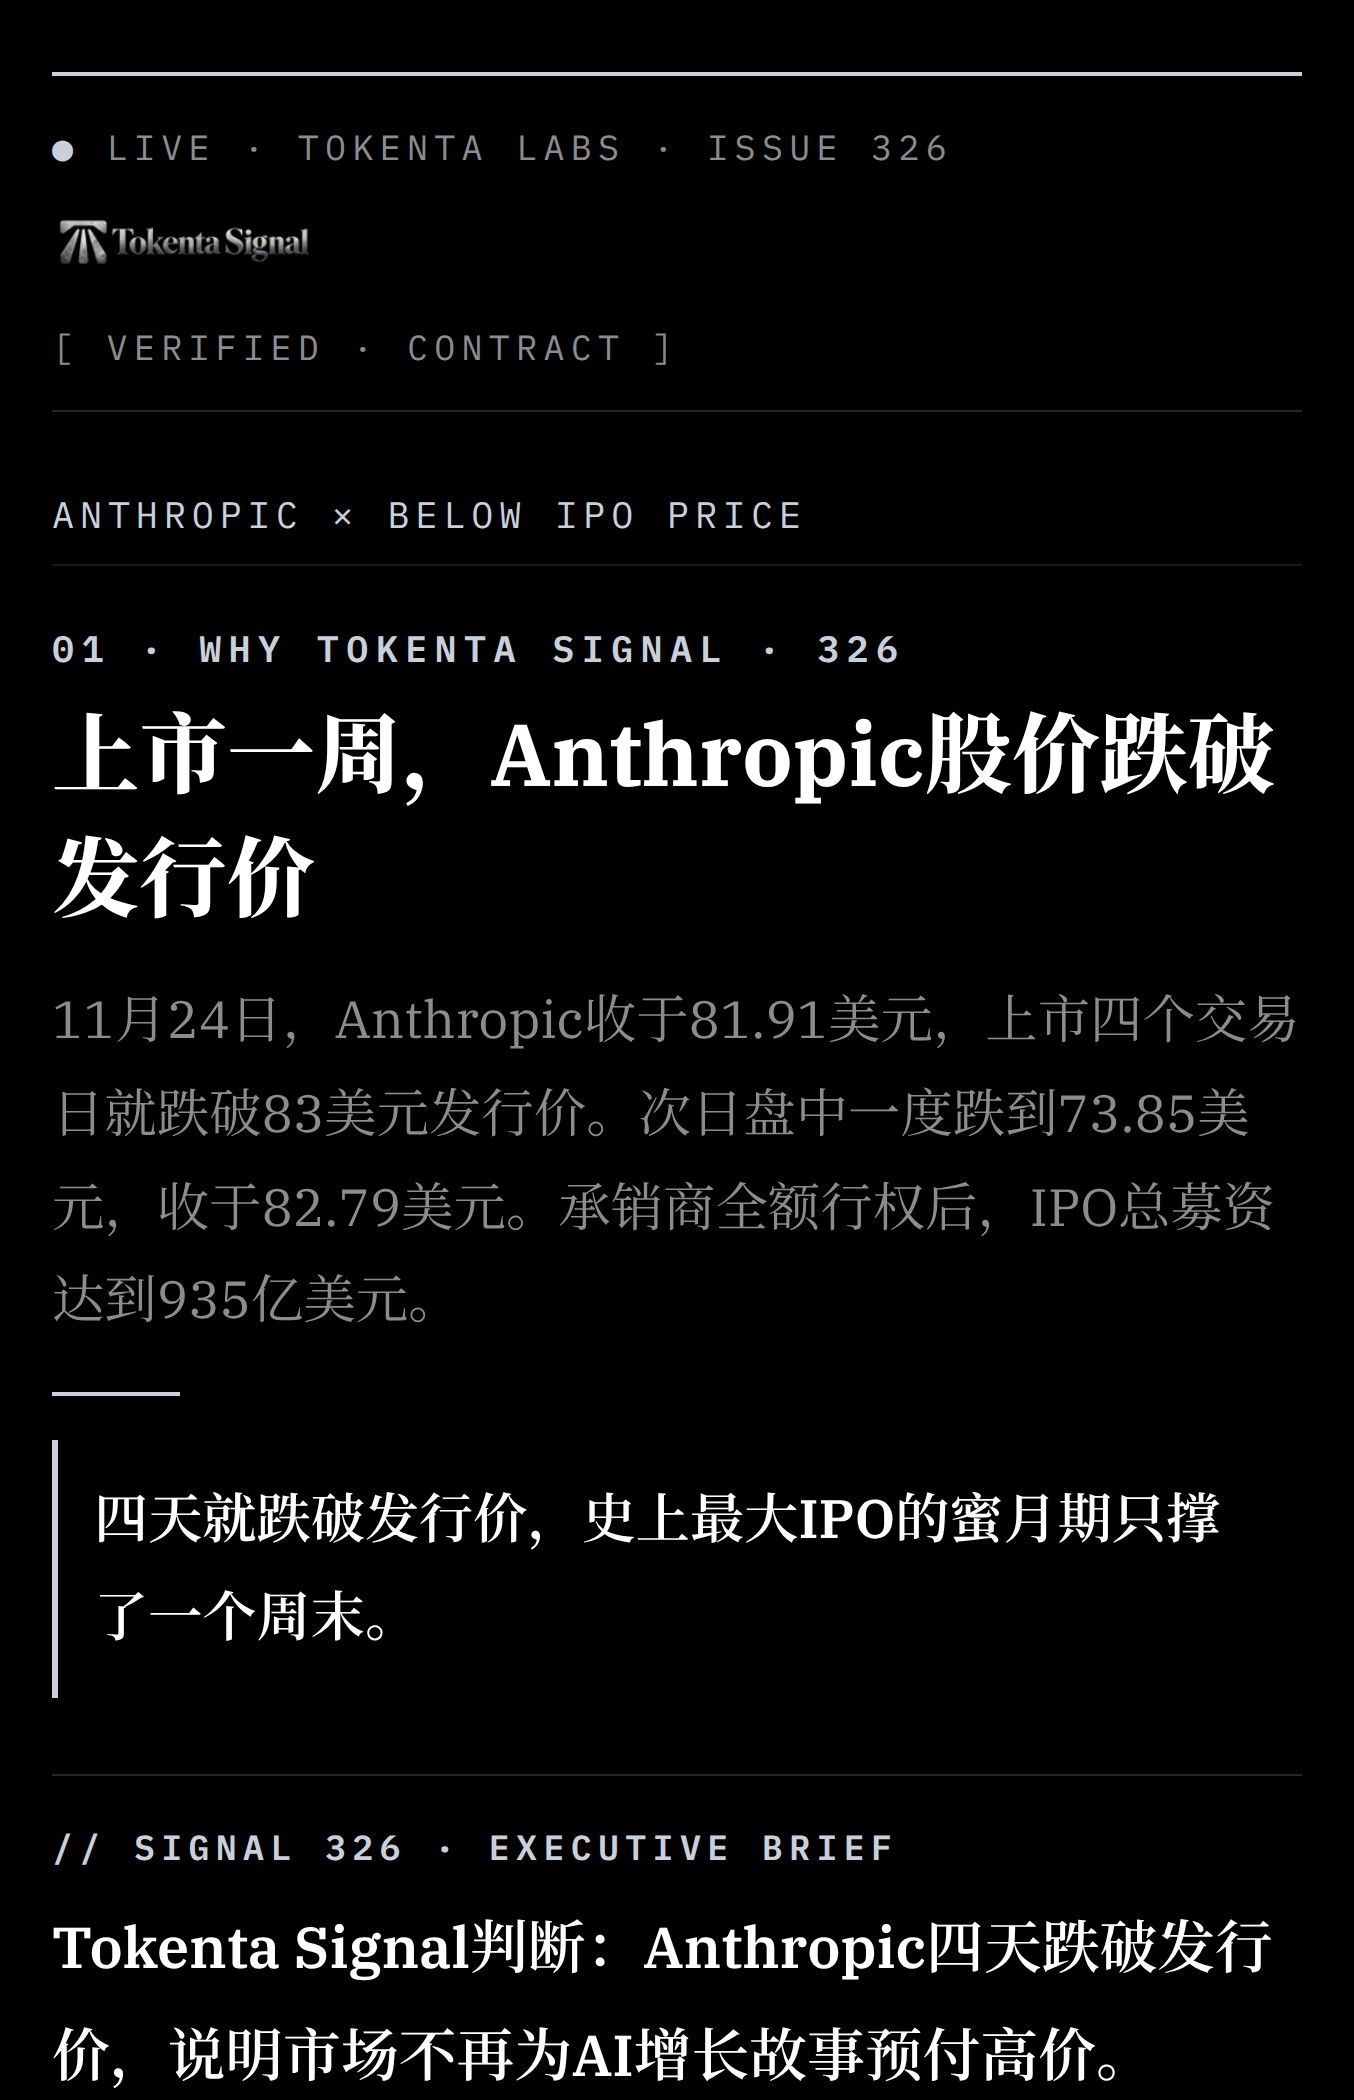 ● LIVE · TOKENTA LABS · ISSUE 326
Tokenta Signal
[ VERIFIED · CONTRACT ]
ANTHROPIC × BELOW IPO PRICE
01 · WHY TOKENTA SIGNAL · 326
上市一周，Anthropic股价跌破
发行价
11月24日，Anthropic收于81.91美元，上市四个交易
日就跌破83美元发行价。次日盘中一度跌到73.85美
元，收于82.79美元。承销商全额行权后，IPO总募资
达到935亿美元。
四天就跌破发行价，史上最大IPO的蜜月期只撑
了一个周末。
// SIGNAL 326 · EXECUTIVE BRIEF
Tokenta Signal判断：Anthropic四天跌破发行
价，说明市场不再为AI增长故事预付高价。